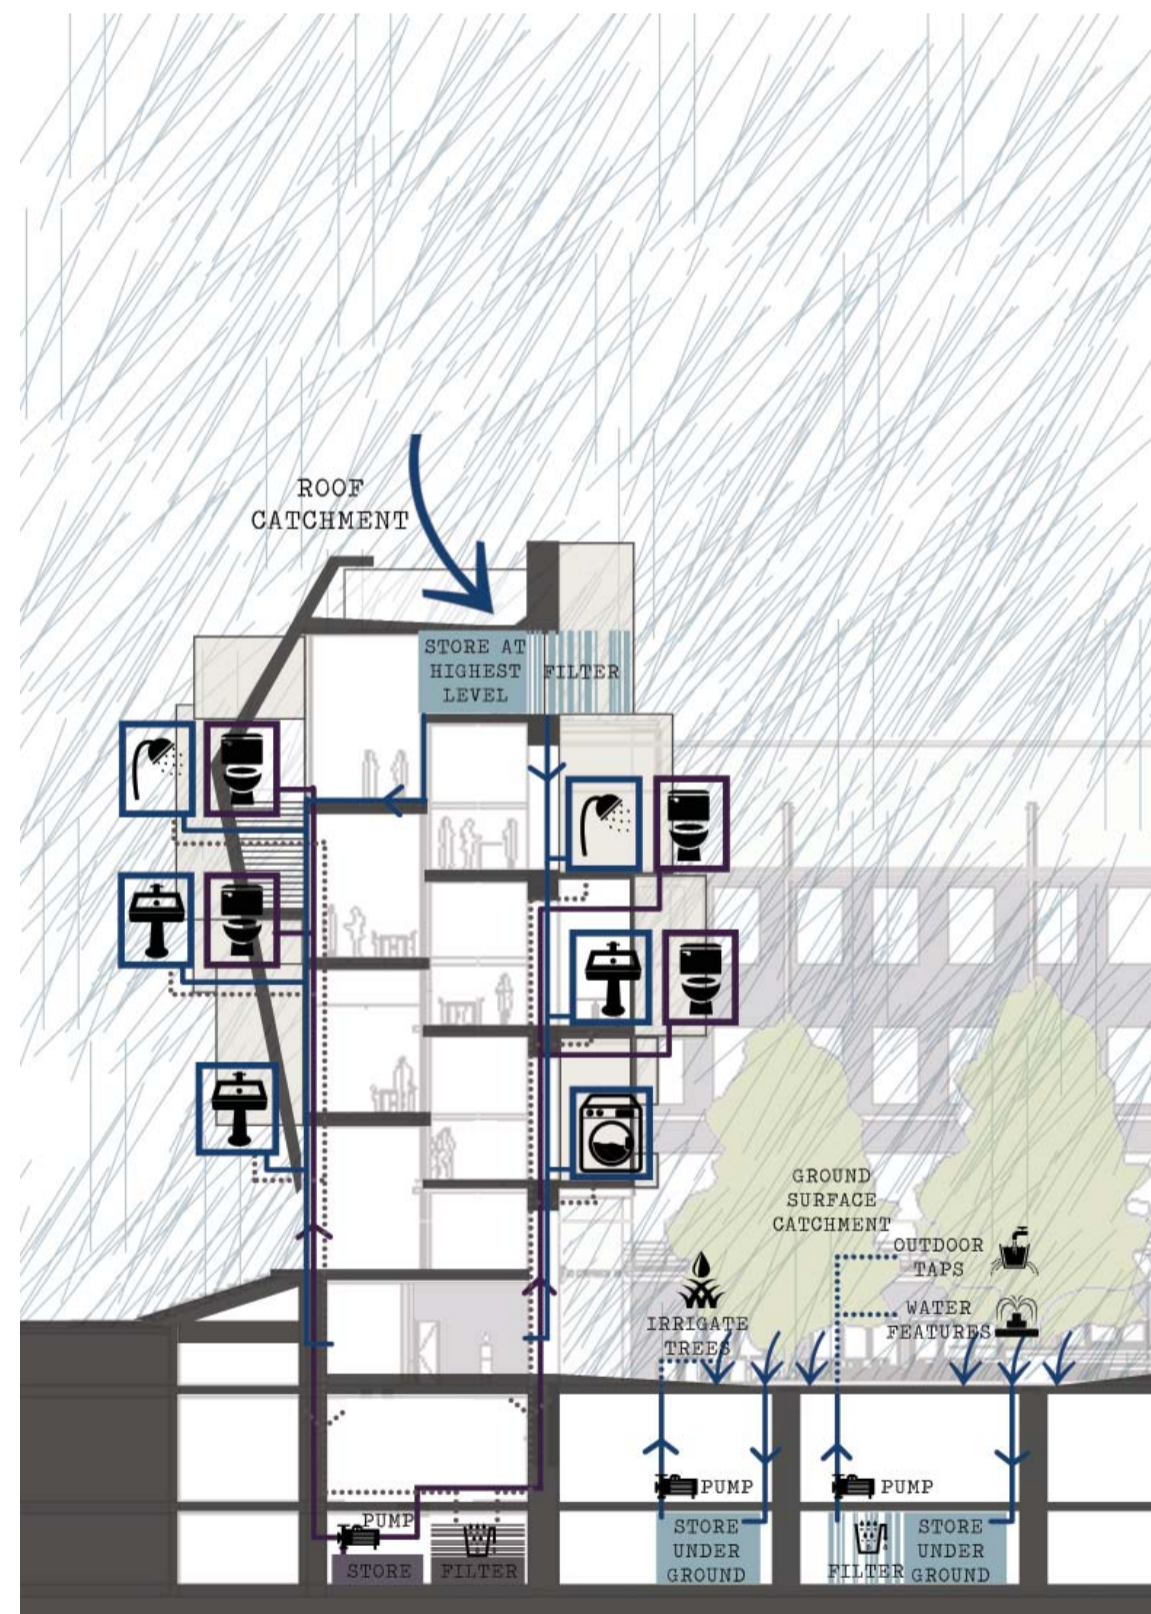 ROOF
CATCHMENT
STORE AT
HIGHEST
LEVEL
FILTER
GROUND
SURFACE
CATCHMENT
OUTDOOR
TAPS
WATER
FEATURES
IRRIGATE
TREES
PUMP
PUMP
PUMP
STORE
FILTER
STORE
UNDER
GROUND
FILTER
STORE
UNDER
GROUND